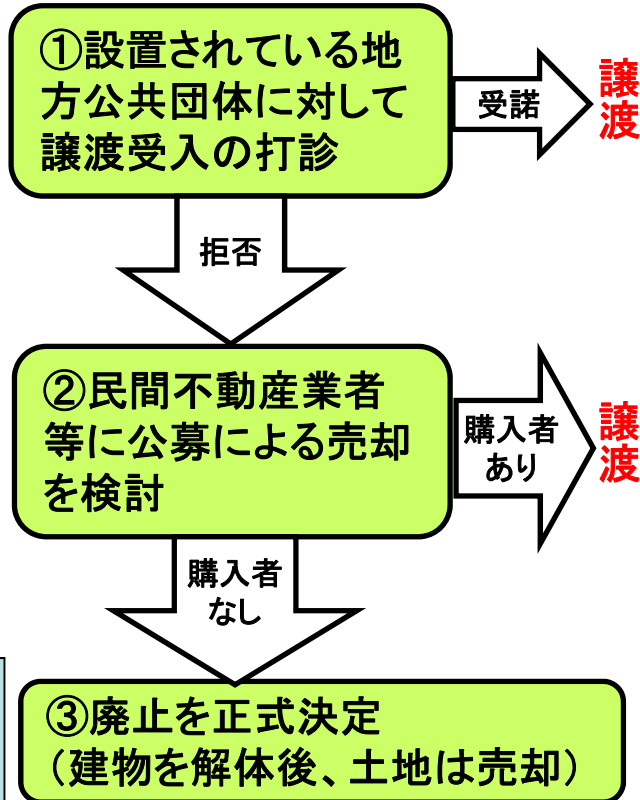 ①設置されている地
方公共団体に対して
譲渡受入の打診
受諾
譲渡
拒否
②民間不動産業者
等に公募による売却
を検討
購入者
あり
譲渡
購入者
なし
③廃止を正式決定
（建物を解体後、土地は売却）